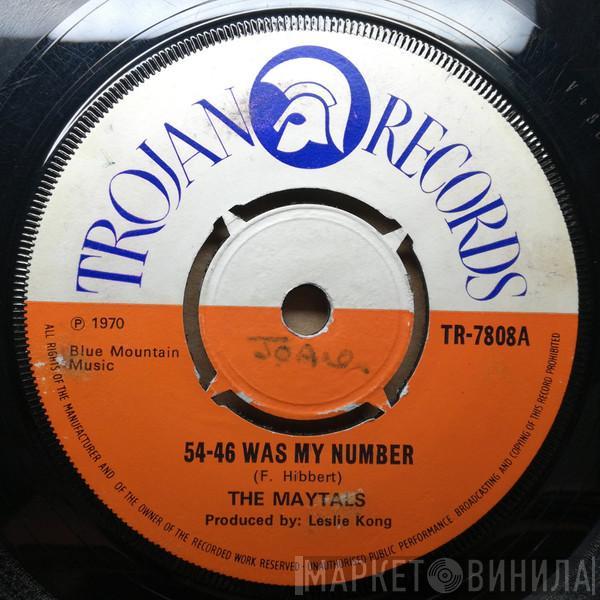 TROJAN RECORDS
℗ 1970
Blue Mountain
Music
TR-7808A
54-46 WAS MY NUMBER
(F. Hibbert)
THE MAYTALS
Produced by: Leslie Kong
ALL RIGHTS OF THE MANUFACTURER AND OF THE OWNER OF THE RECORDED WORK RESERVED - UNAUTHORISED PUBLIC PERFORMANCE BROADCASTING AND COPYING OF THIS RECORD PROHIBITED
МАРКЕТ ВИНИЛА